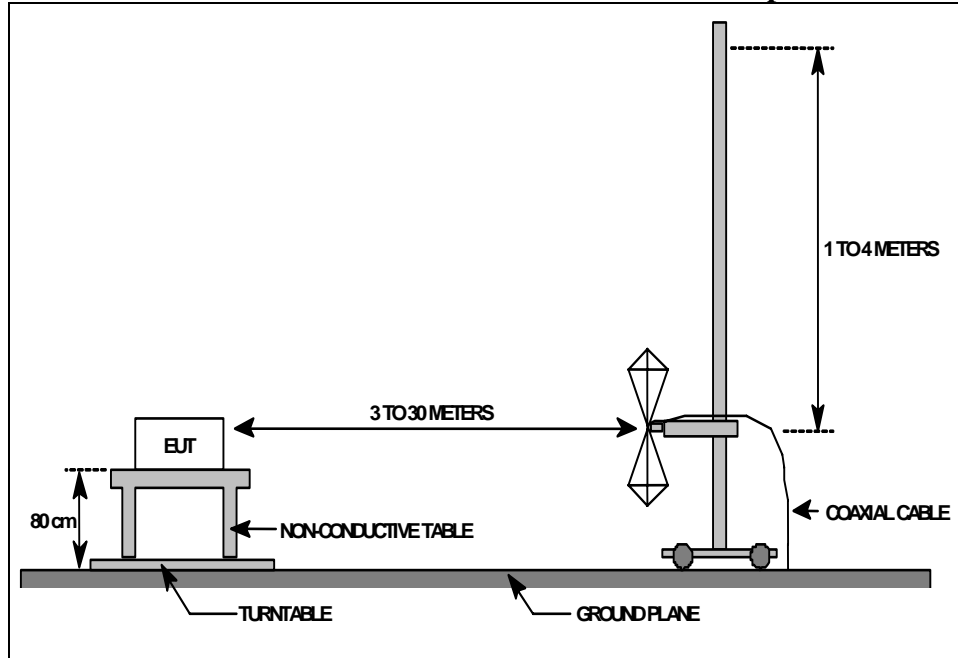 1 TO 4 METERS
3 TO 30 METERS
EUT
80 cm
COAXIAL CABLE
NON-CONDUCTIVE TABLE
TURNTABLE
GROUND PLANE